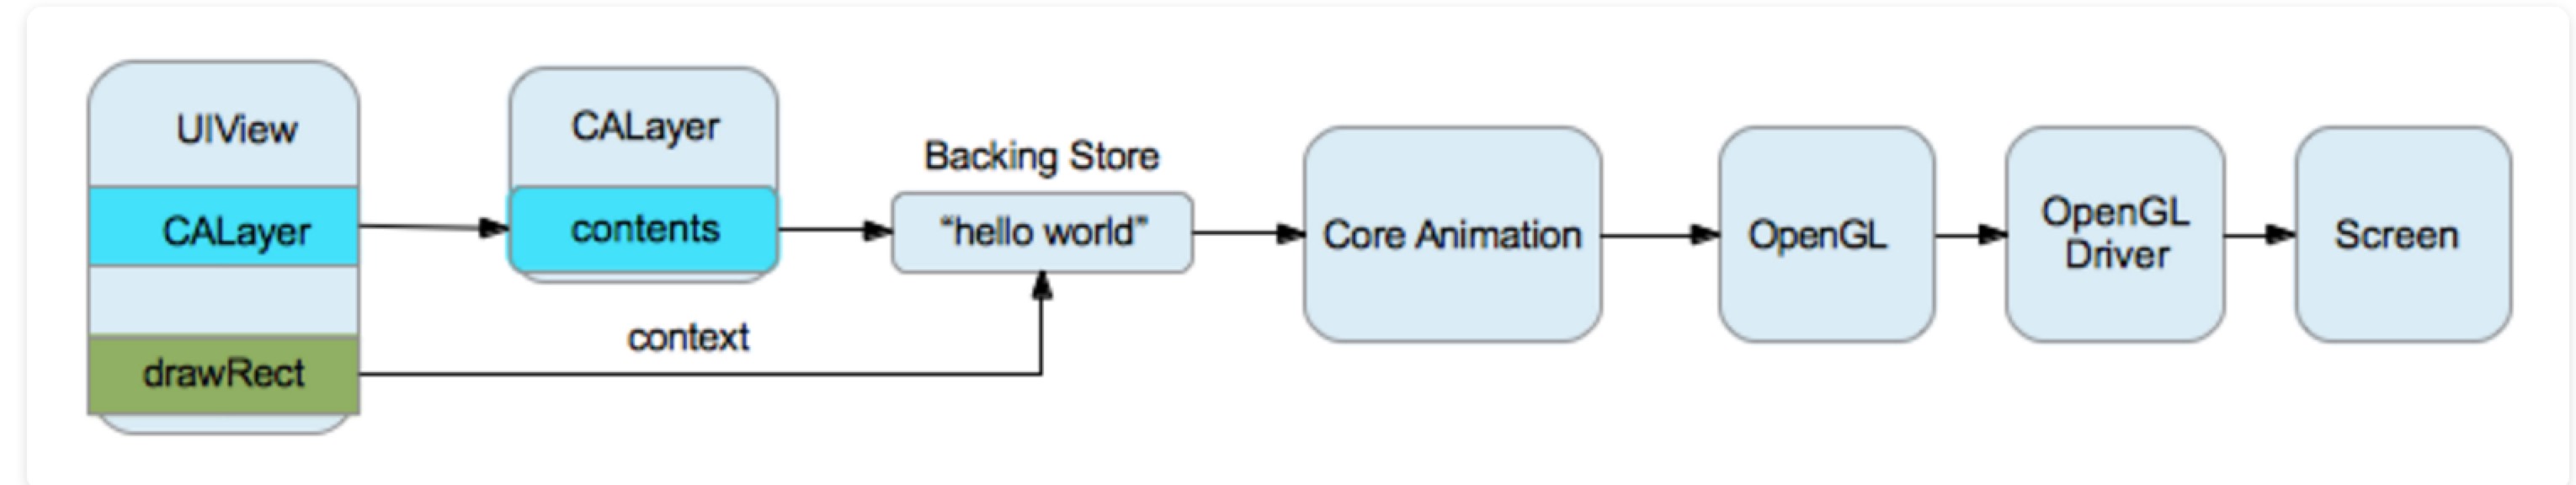 UIView
CALayer
drawRect
CALayer
contents
context
Backing Store
“hello world”
Core Animation
OpenGL
OpenGL
Driver
Screen